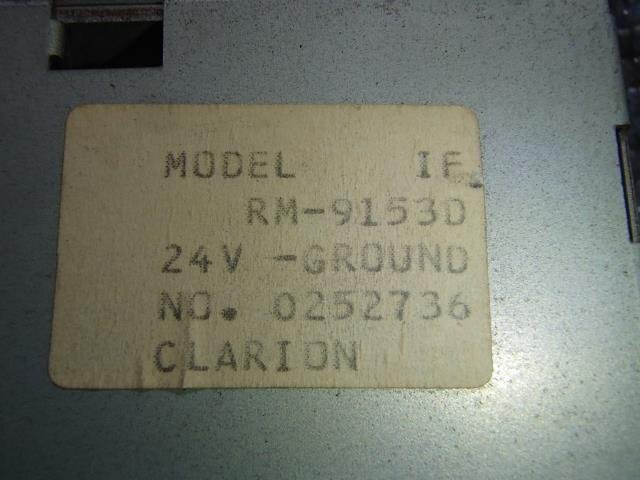 MODEL IF
RM-9153D
24V -GROUND
NO. 0252736
CLARION